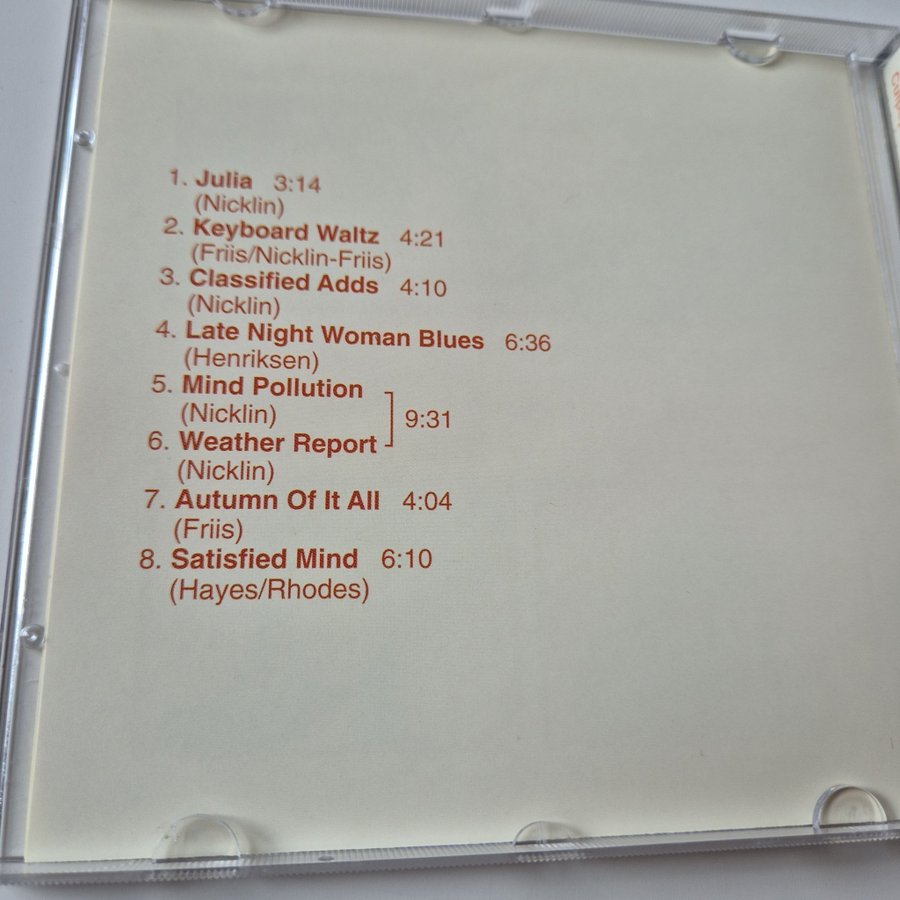 1. Julia 3:14
(Nicklin)
2. Keyboard Waltz 4:21
(Friis/Nicklin-Friis)
3. Classified Adds 4:10
(Nicklin)
4. Late Night Woman Blues 6:36
(Henriksen)
5. Mind Pollution
(Nicklin)
9:31
6. Weather Report
(Nicklin)
7. Autumn Of It All 4:04
(Friis)
8. Satisfied Mind 6:10
(Hayes/Rhodes)